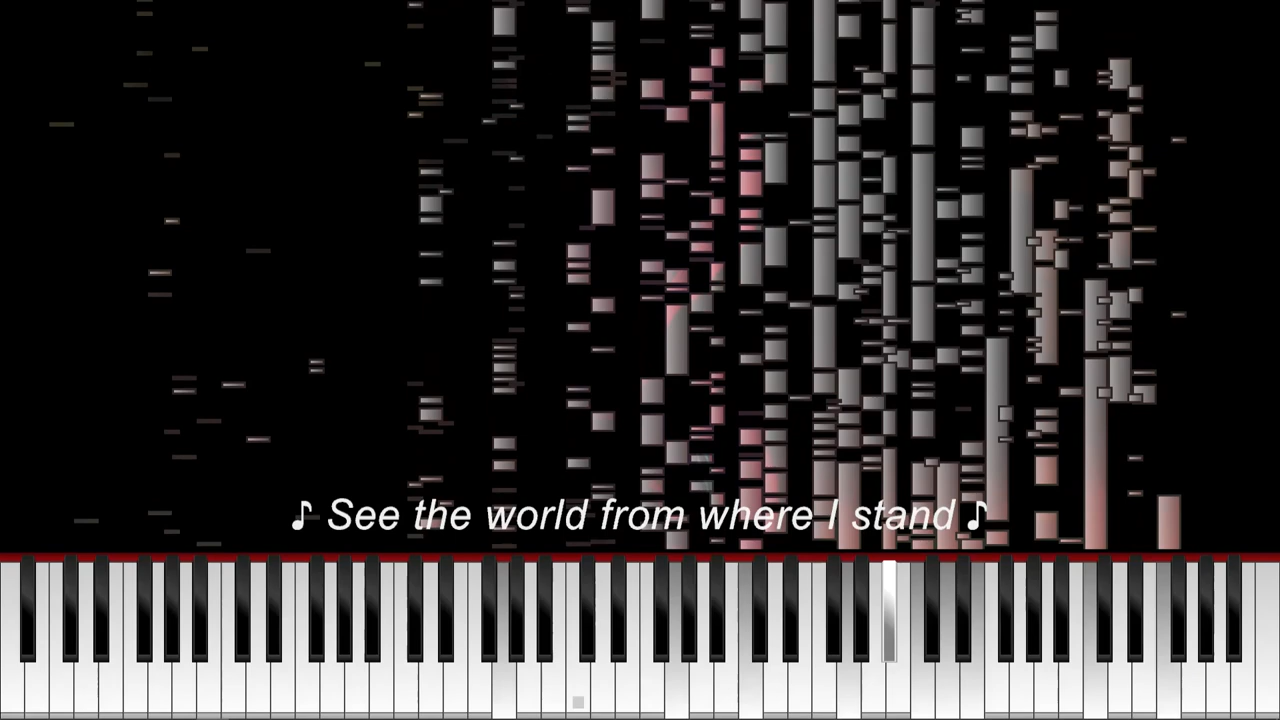 ♪ See the world from where I stand ♪